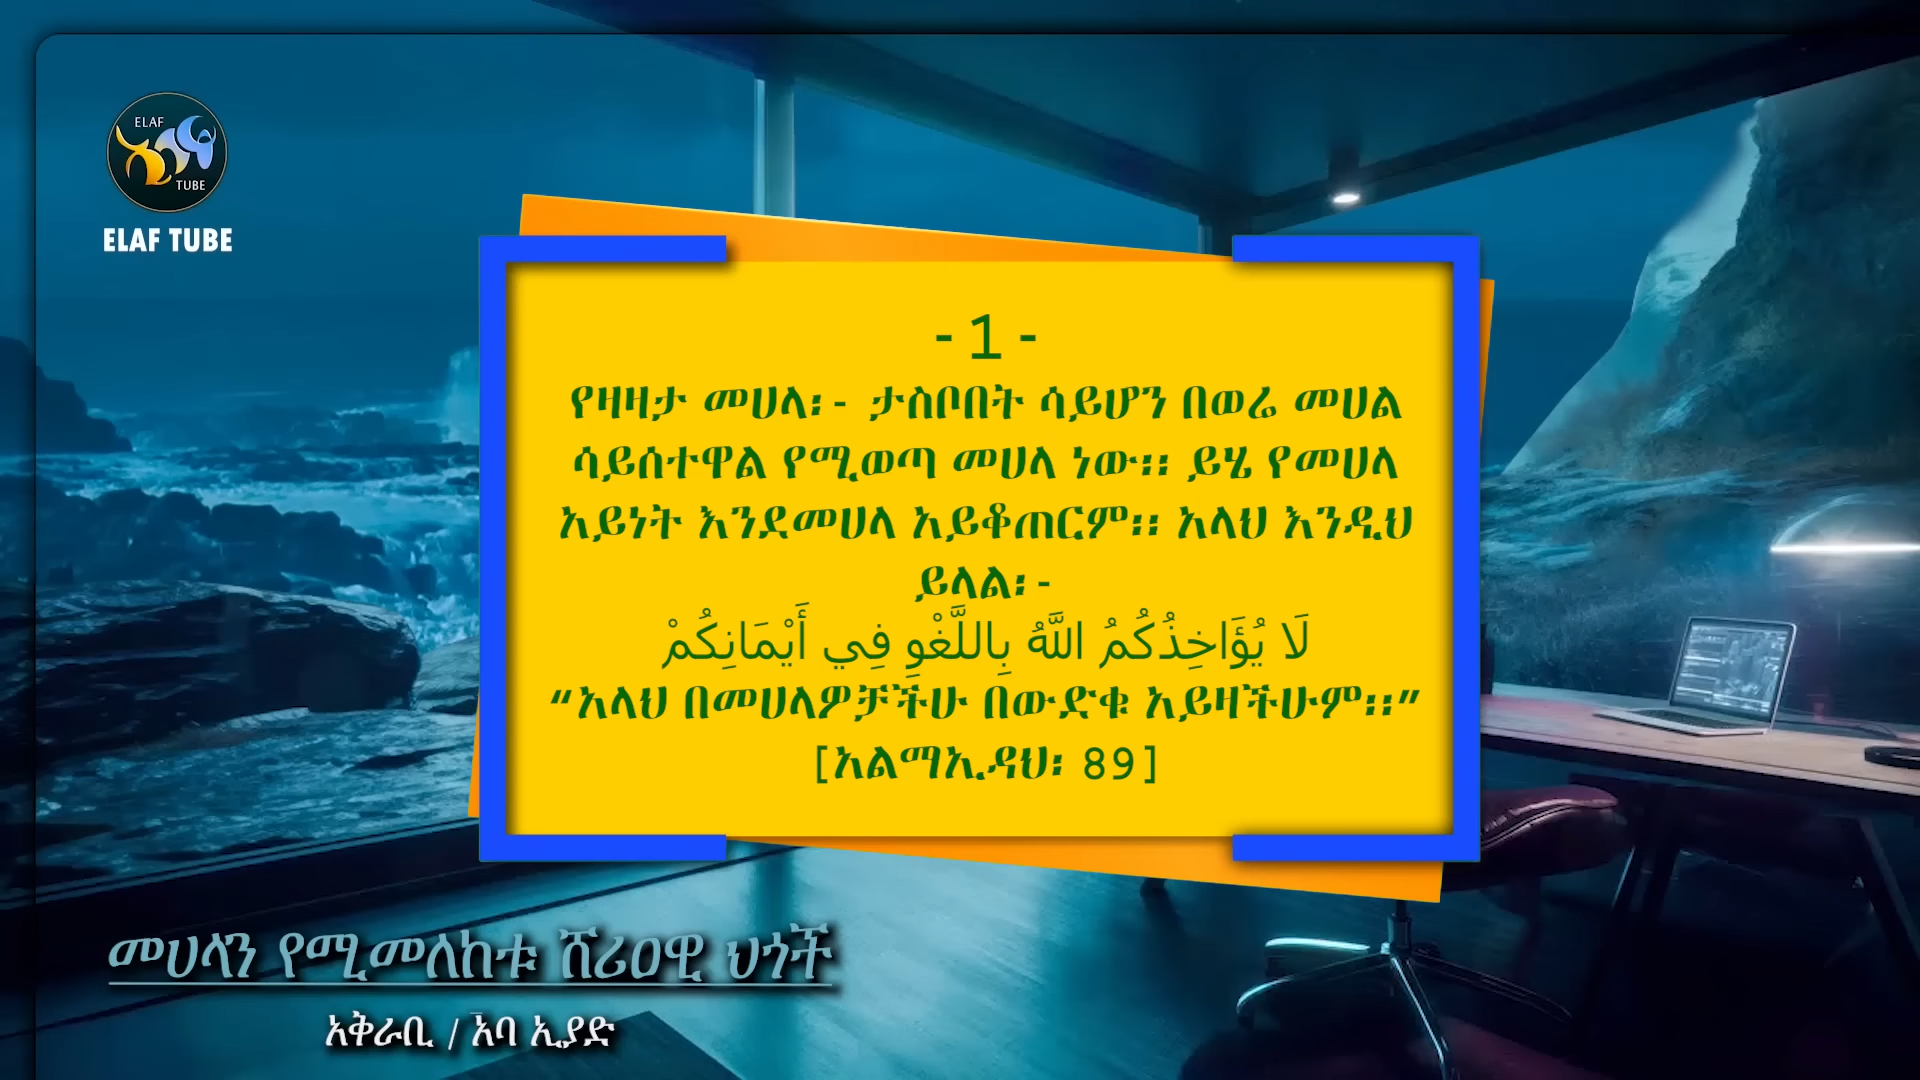 ELAF
TUBE
ELAF TUBE
-1-
የዛዛታ መሀላ፡- ታስቦበት ሳይሆን በወሬ መሀል
ሳይሰተዋል የሚወጣ መሀላ ነው፡፡ ይሄ የመሀላ
አይነት እንደመሀላ አይቆጠርም፡፡ አላህ እንዲህ
ይላል፡-
لَا يُؤَاخِذُكُمُ اللَّهُ بِاللَّغْوِ فِي أَيْمَانِكُمْ
“አላህ በመሀላዎቻችሁ በውድቁ አይዛችሁም፡፡”
[አልማኢዳህ፡ 89]
መሀላን የሚመለከቱ ሸሪዐዊ ህጎች
አቅራቢ / አባ ኢያድ